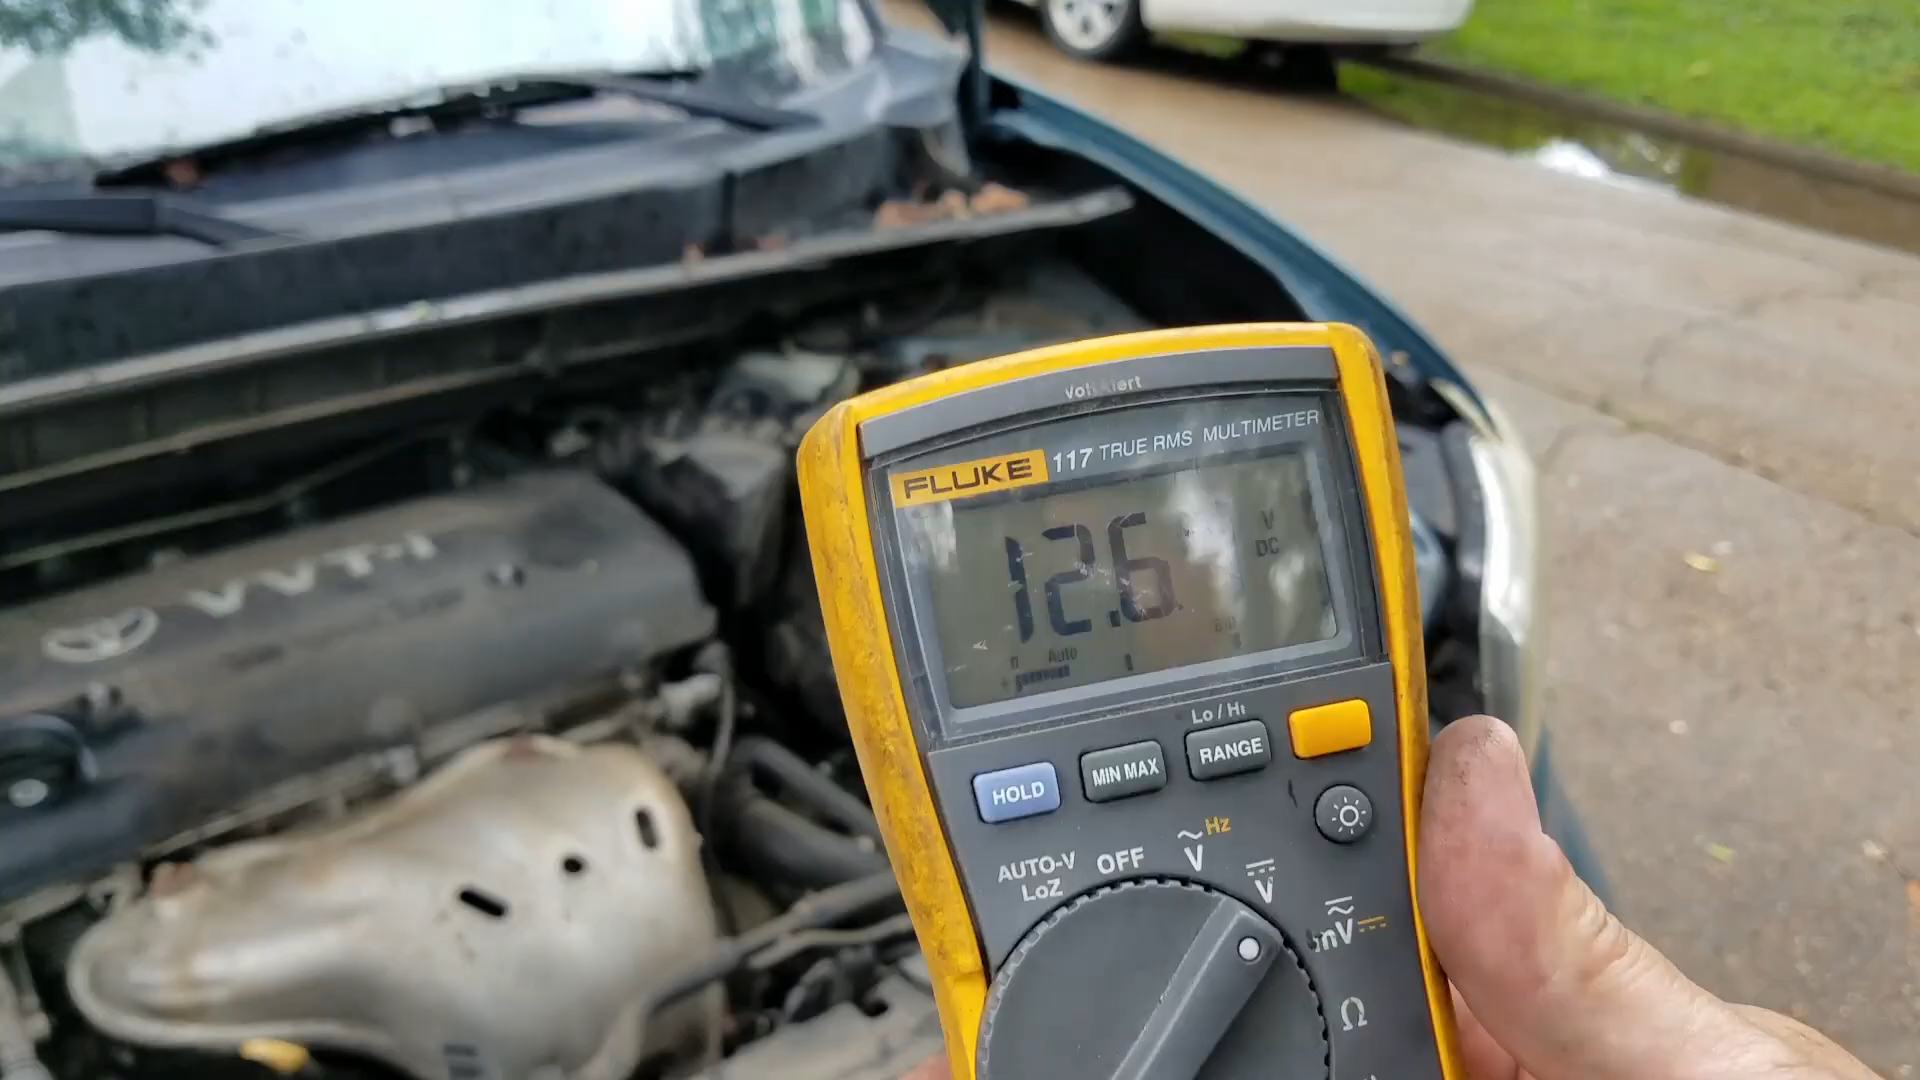 VoltAlert
FLUKE 117 TRUE RMS MULTIMETER
12.6
V
DC
Auto
Lo / Hi
HOLD MIN MAX RANGE
Hz
AUTO-V OFF V
LoZ
V
mV
Ω
VVT-i